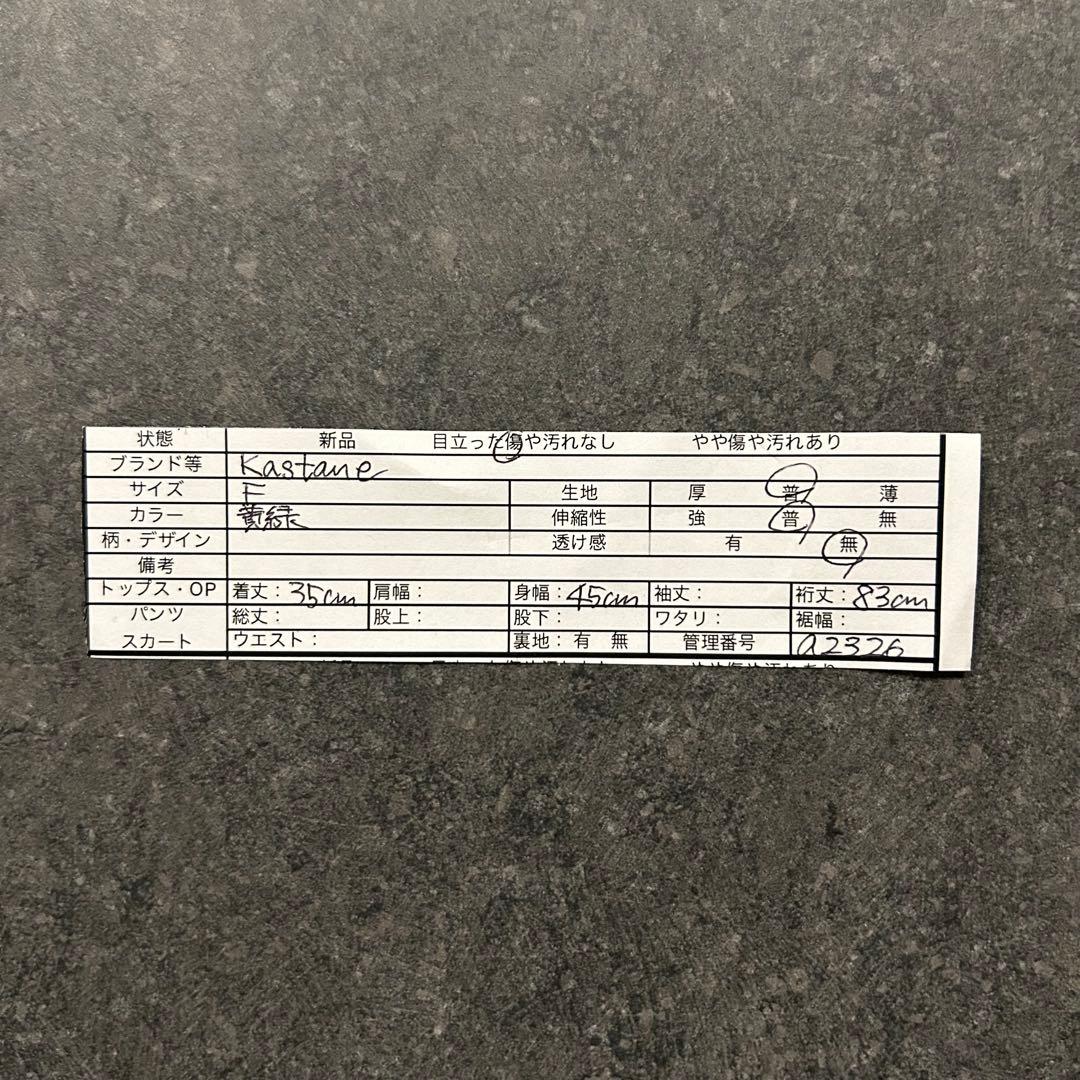 状態 新品 目立った傷や汚れなし やや傷や汚れあり
ブランド等 Kastane
サイズ F 生地 厚 普 薄
カラー 黄緑 伸縮性 強 普 無
柄・デザイン 透け感 有 無
備考
トップス・OP 着丈：35cm 肩幅： 身幅：45cm 袖丈： 裄丈：83cm
パンツ 総丈： 股上： 股下： ワタリ： 裾幅：
スカート ウエスト： 裏地：有 無 管理番号 a2326